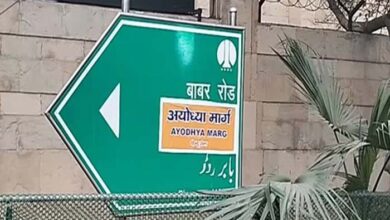 बाबर रोड
अयोध्या मार्ग
AYODHYA MARG
بابر روڈ